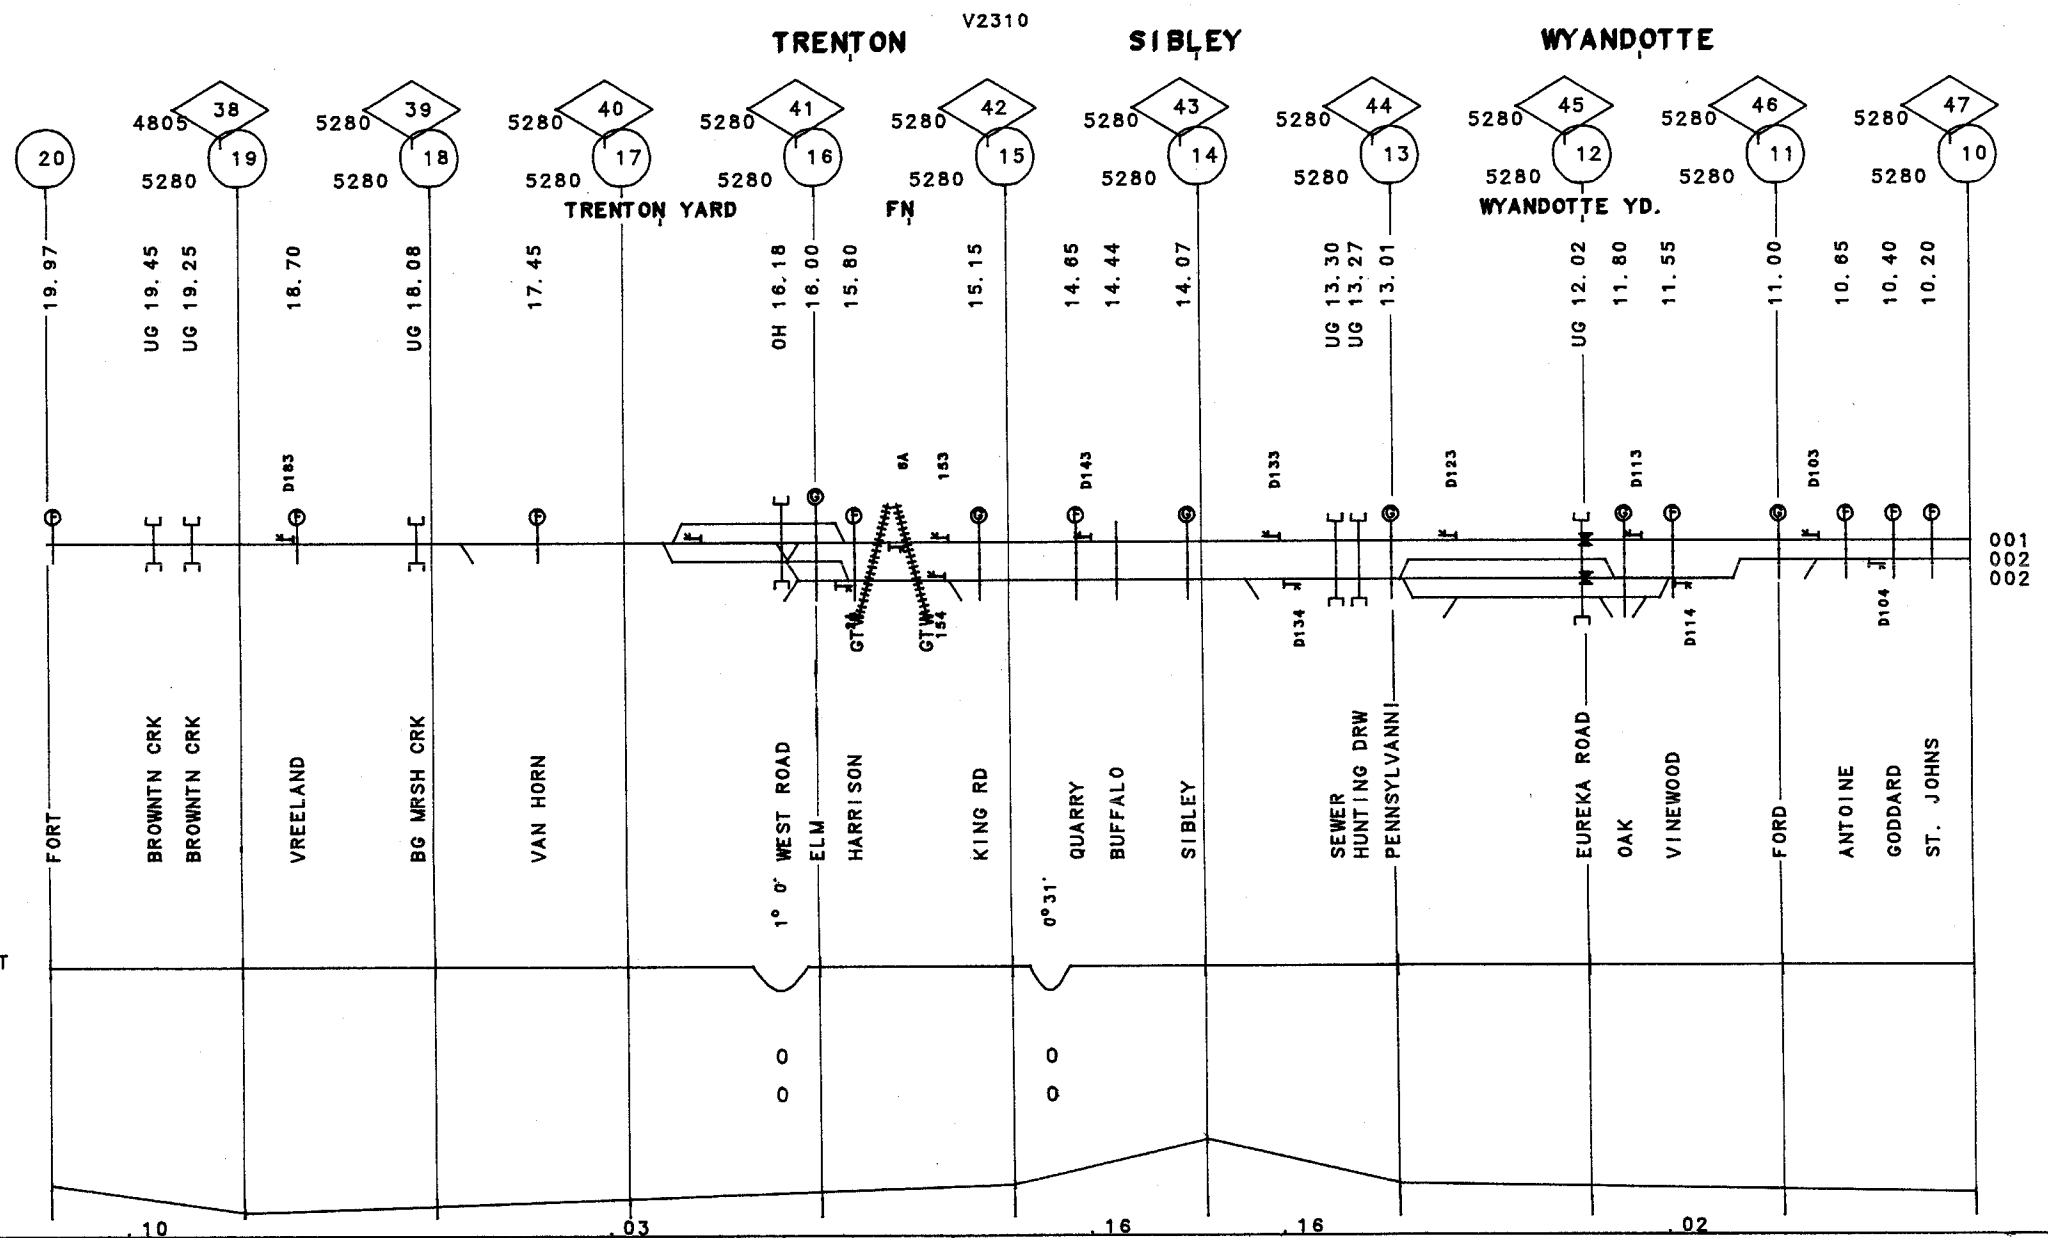 V2310
TRENTON SIBLEY WYANDOTTE
38 39 40 41 42 43 44 45 46 47
4805 5280 5280 5280 5280 5280 5280 5280 5280 5280
20 19 18 17 16 15 14 13 12 11 10
5280 5280 5280 5280 5280 5280 5280 5280 5280 5280
TRENTON YARD FN WYANDOTTE YD.
19.97
UG 19.45
UG 19.25
18.70
UG 18.08
17.45
OH 16.18
16.00
15.80
15.15
14.65
14.44
14.07
UG 13.30
UG 13.27
13.01
UG 12.02
11.80
11.55
11.00
10.65
10.40
10.20
D183
6A
153
D143
D133
D123
D113
D103
001
002
002
GTW
GTW
154
D134
D114
D104
FORT
BROWNTN CRK
BROWNTN CRK
VREELAND
BG MRSH CRK
VAN HORN
WEST ROAD
ELM
HARRISON
KING RD
QUARRY
BUFFALO
SIBLEY
SEWER
HUNTING DRW
PENNSYLVANNI
EUREKA ROAD
OAK
VINEWOOD
FORD
ANTOINE
GODDARD
ST. JOHNS
1° 0'
0°31'
T
0 0
0 0
.10 .03 .16 .16 .02